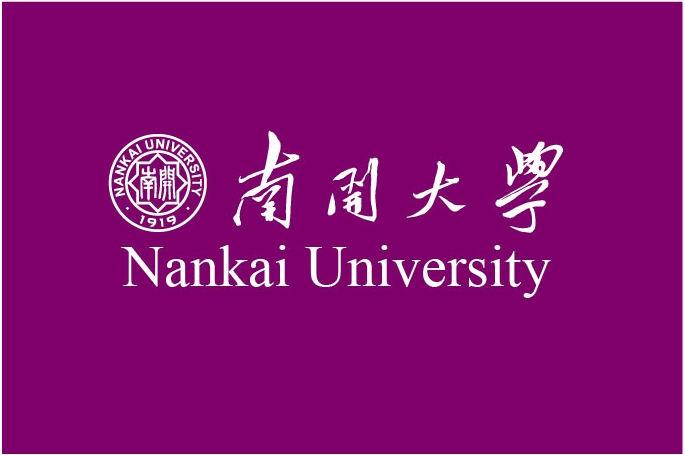 NANKAI UNIVERSITY
南開
· 1919 ·
南開大學
Nankai University